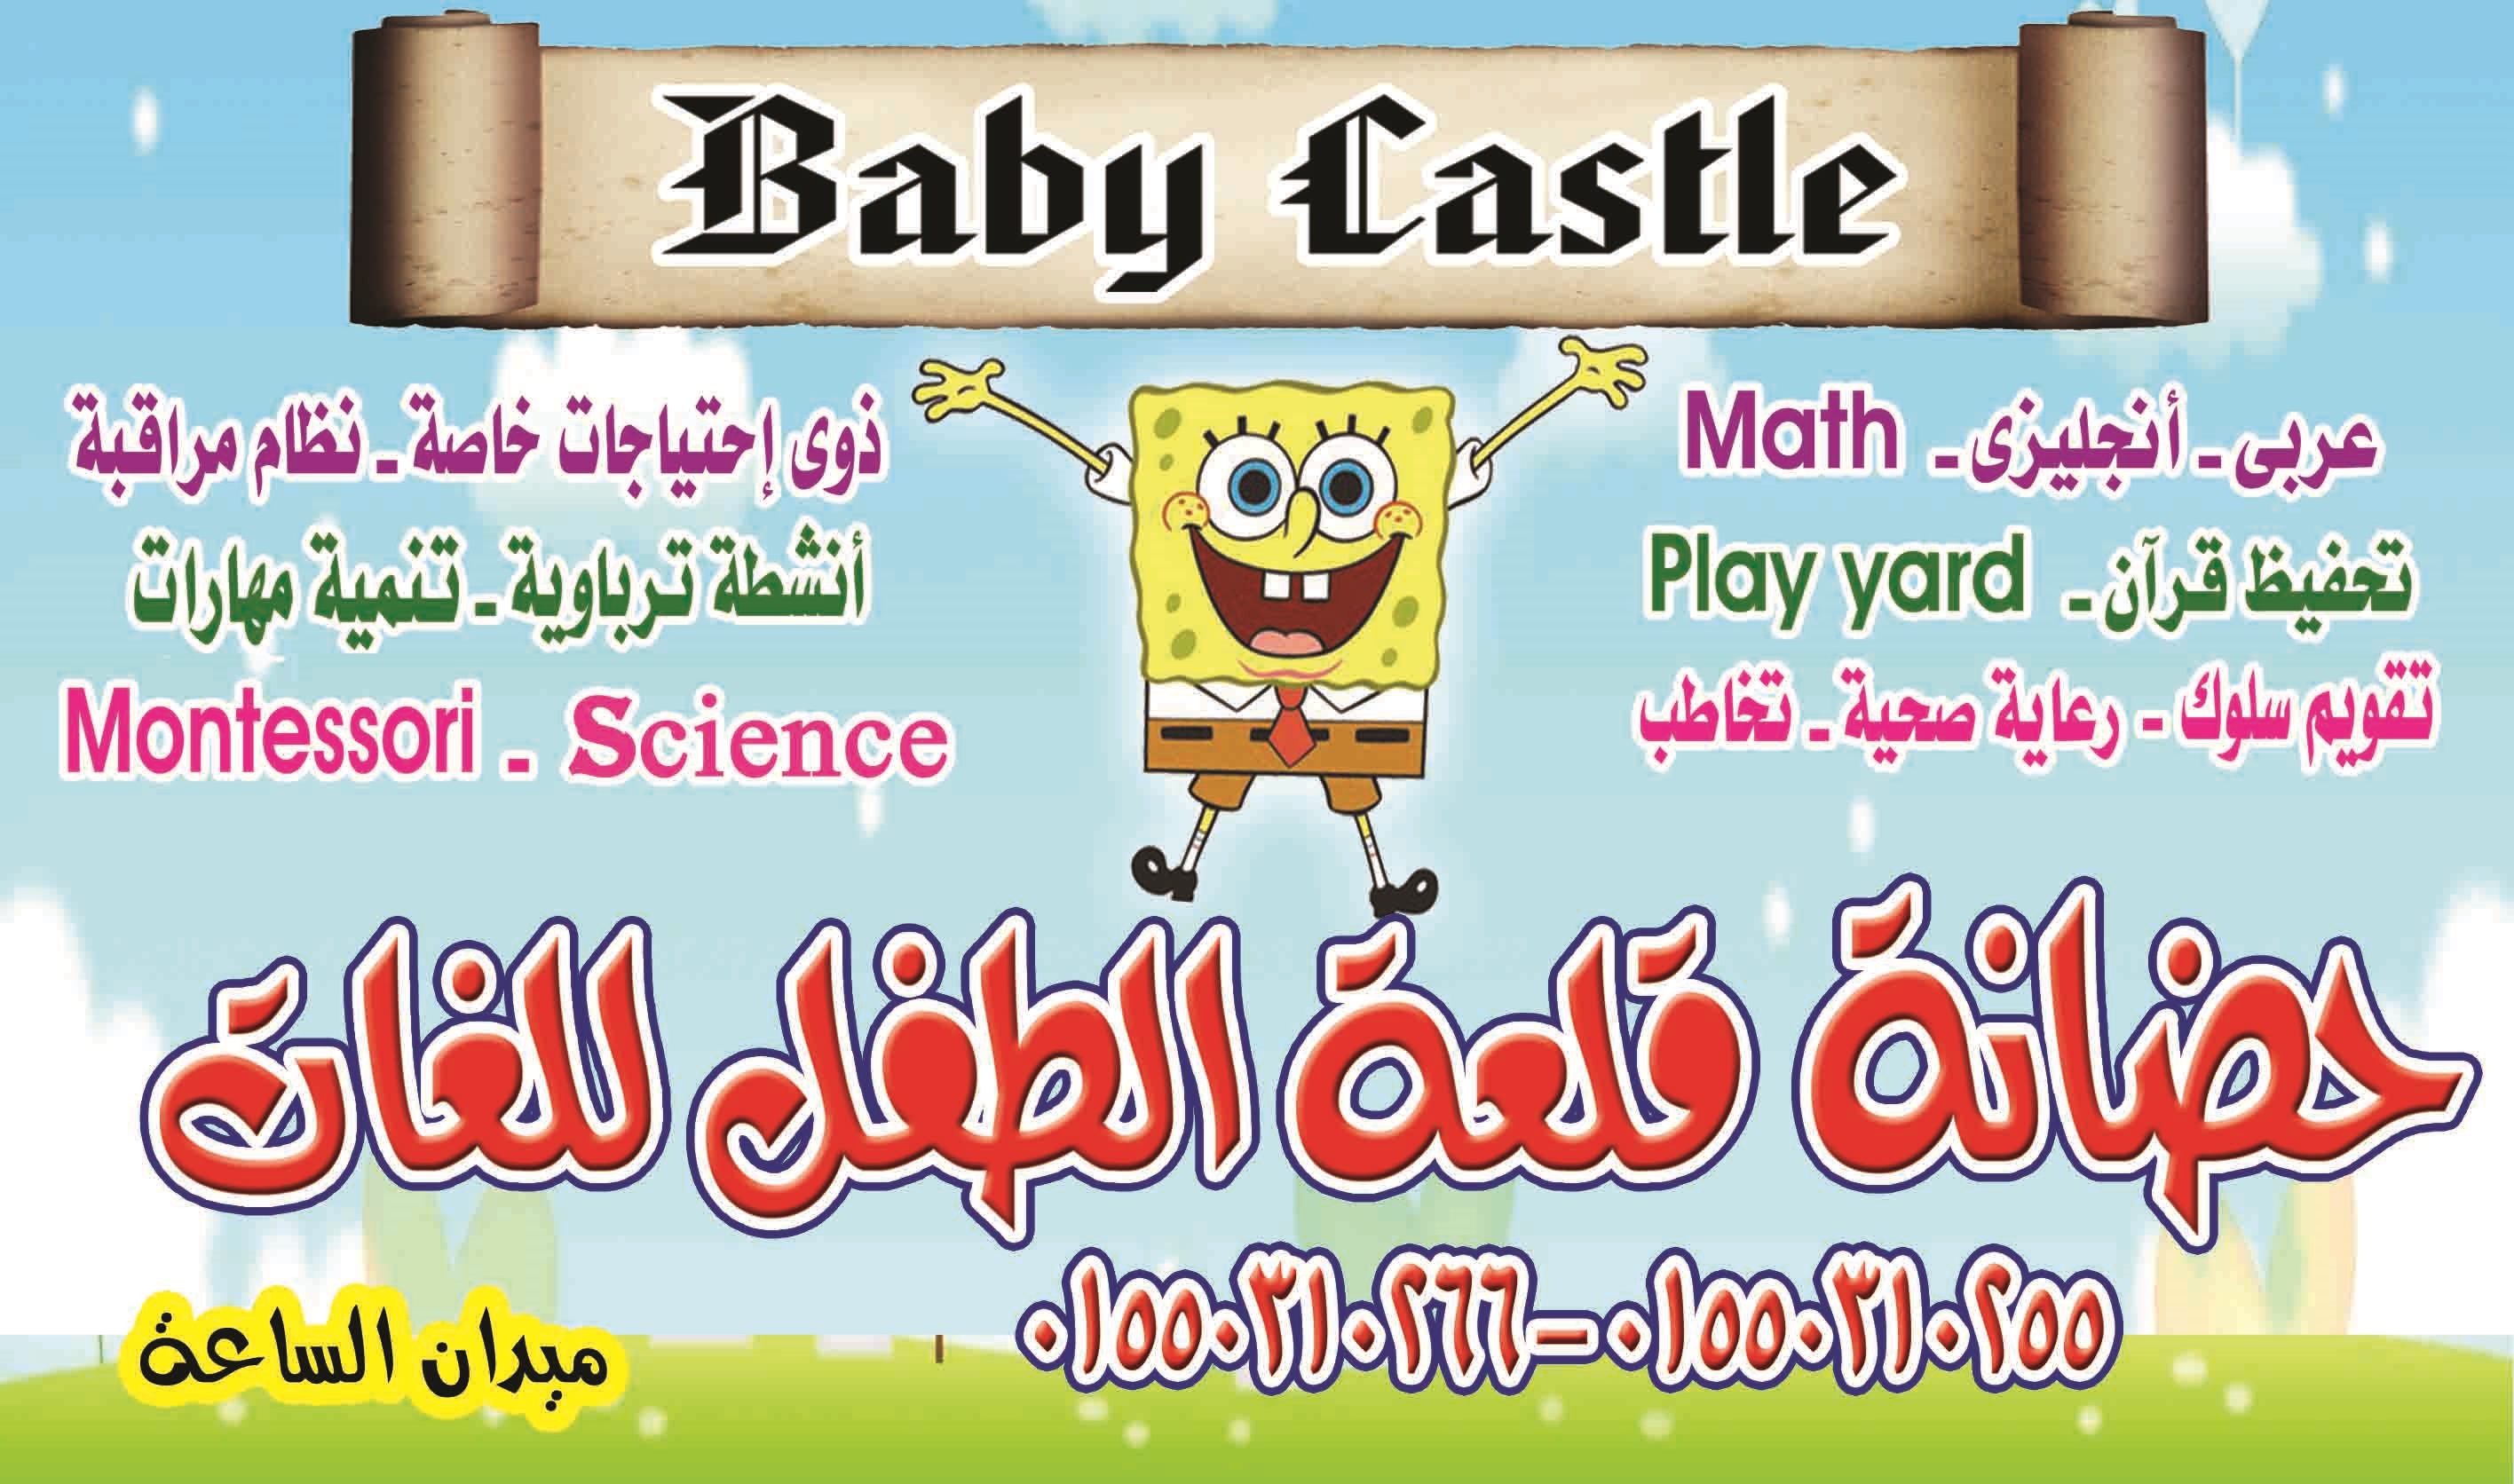 Baby Castle
عربى - أنجليزى - Math
تحفيظ قرآن - Play yard
تقويم سلوك - رعاية صحية - تخاطب
ذوى إحتياجات خاصة - نظام مراقبة
أنشطة ترباوية - تنمية مهارات
Montessori - Science
حضانة قلعة الطفل للغات
٠١٥٥٠٣١٠٢٦٦-٠١٥٥٠٣١٠٢٥٥
ميدان الساعة